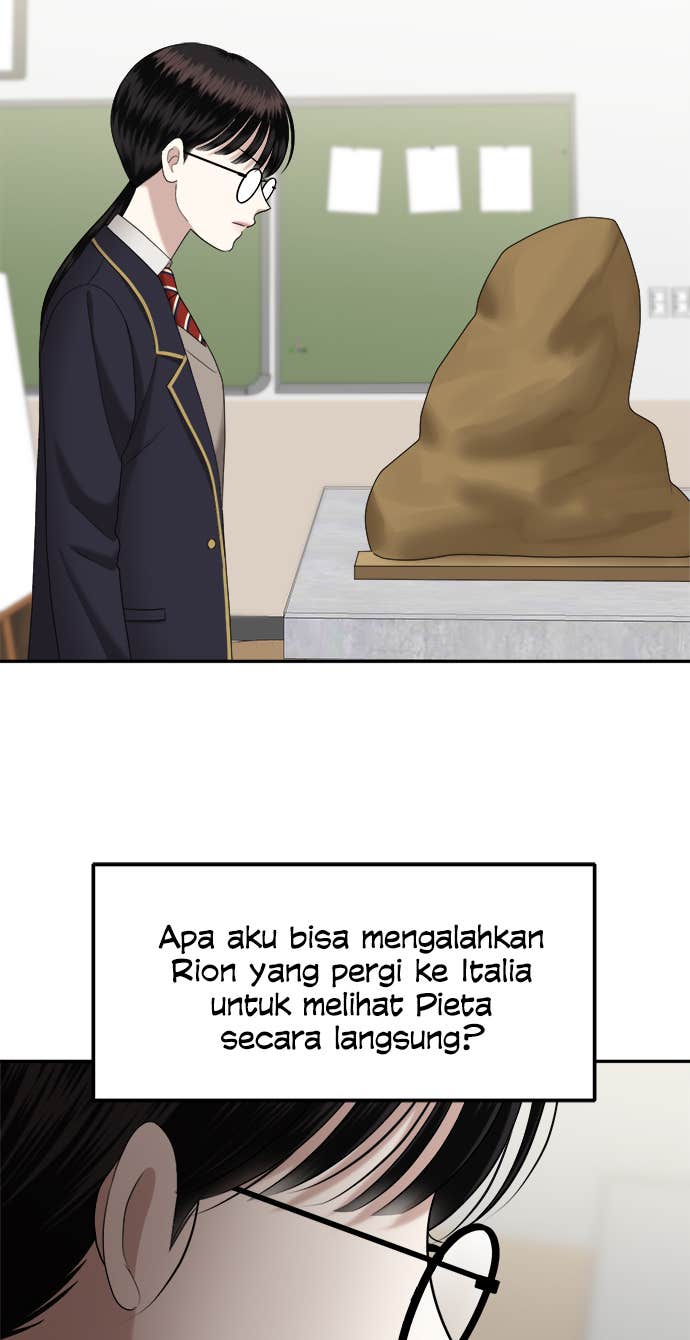 Apa aku bisa mengalahkan
Rion yang pergi ke Italia
untuk melihat Pieta
secara langsung?